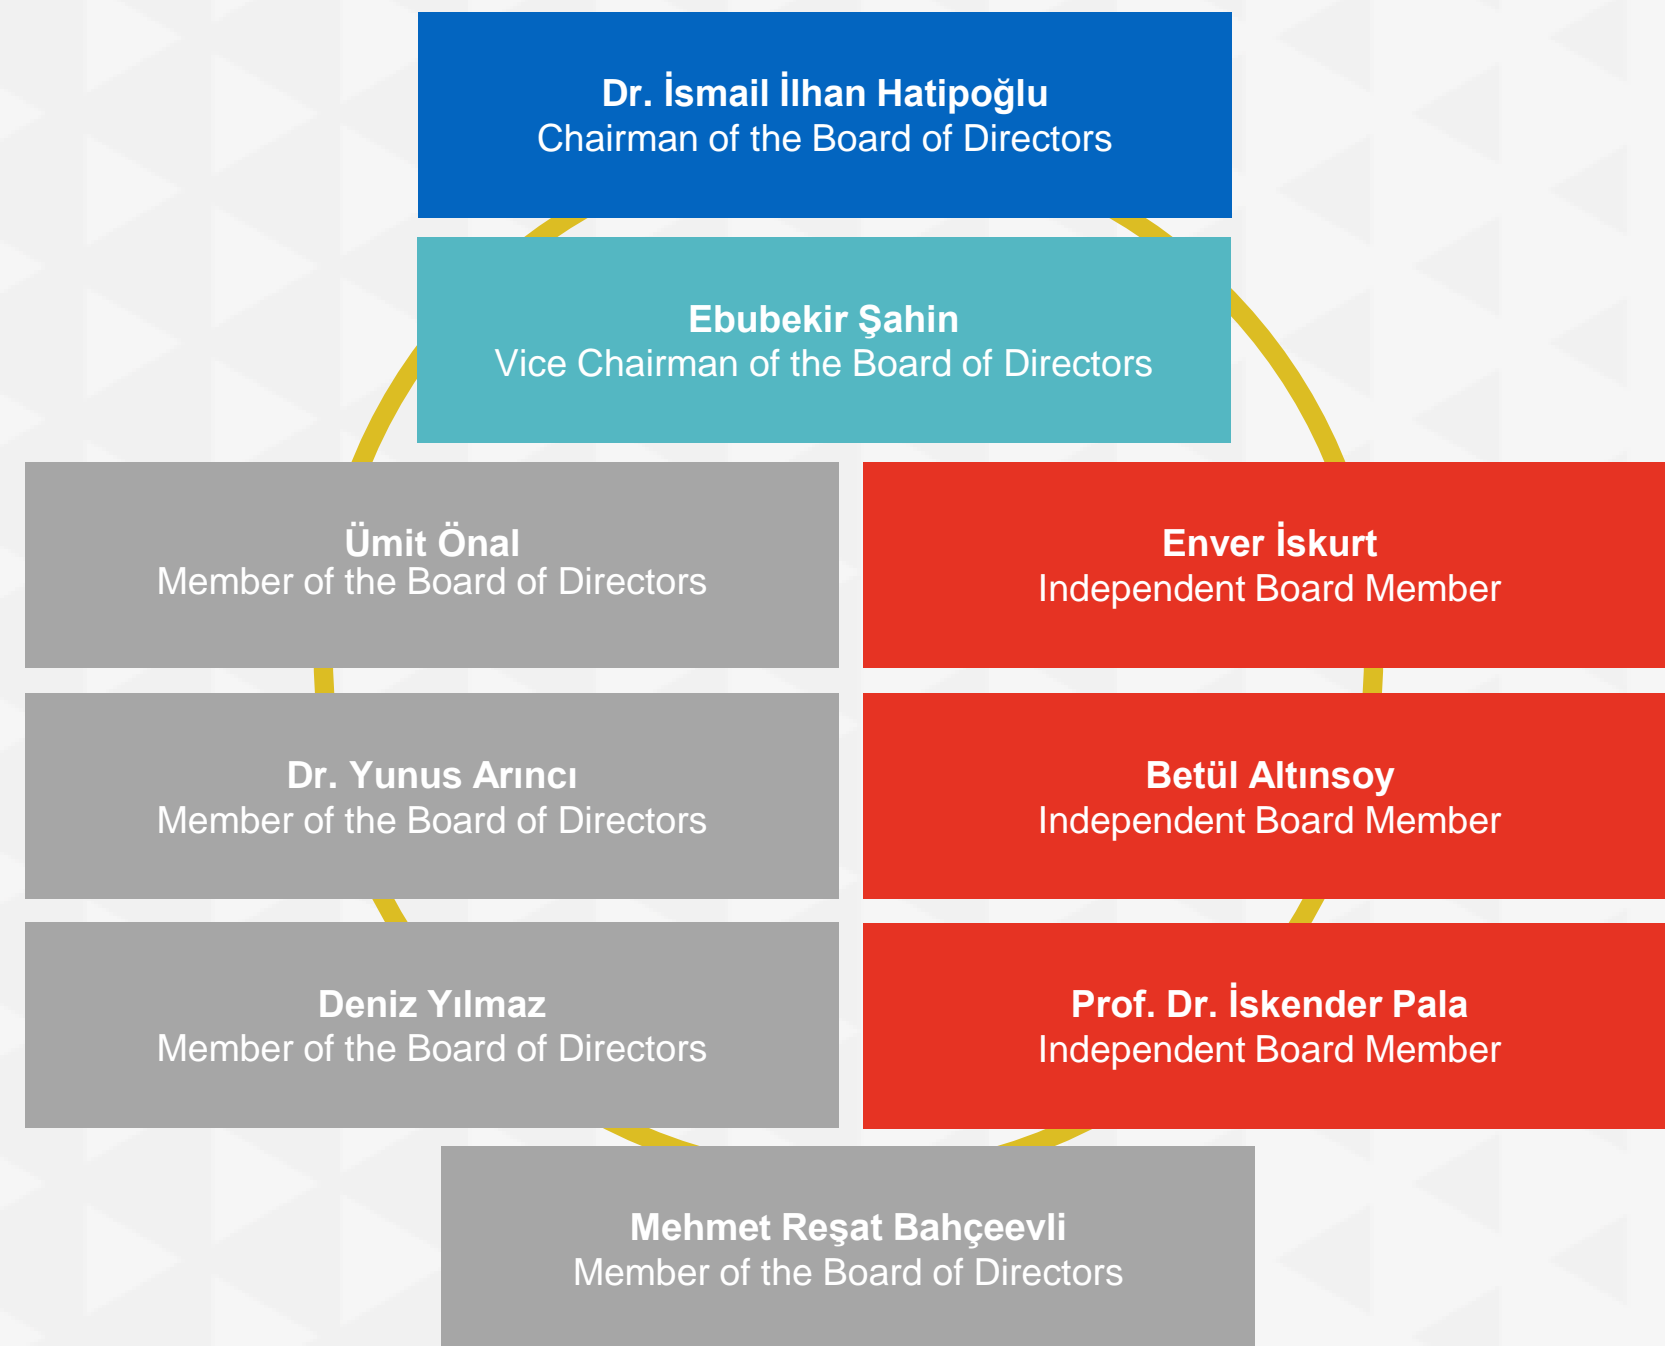 Dr. İsmail İlhan Hatipoğlu
Chairman of the Board of Directors
Ebubekir Şahin
Vice Chairman of the Board of Directors
Ümit Önal
Member of the Board of Directors
Enver İskurt
Independent Board Member
Dr. Yunus Arıncı
Member of the Board of Directors
Betül Altınsoy
Independent Board Member
Deniz Yılmaz
Member of the Board of Directors
Prof. Dr. İskender Pala
Independent Board Member
Mehmet Reşat Bahçeevli
Member of the Board of Directors